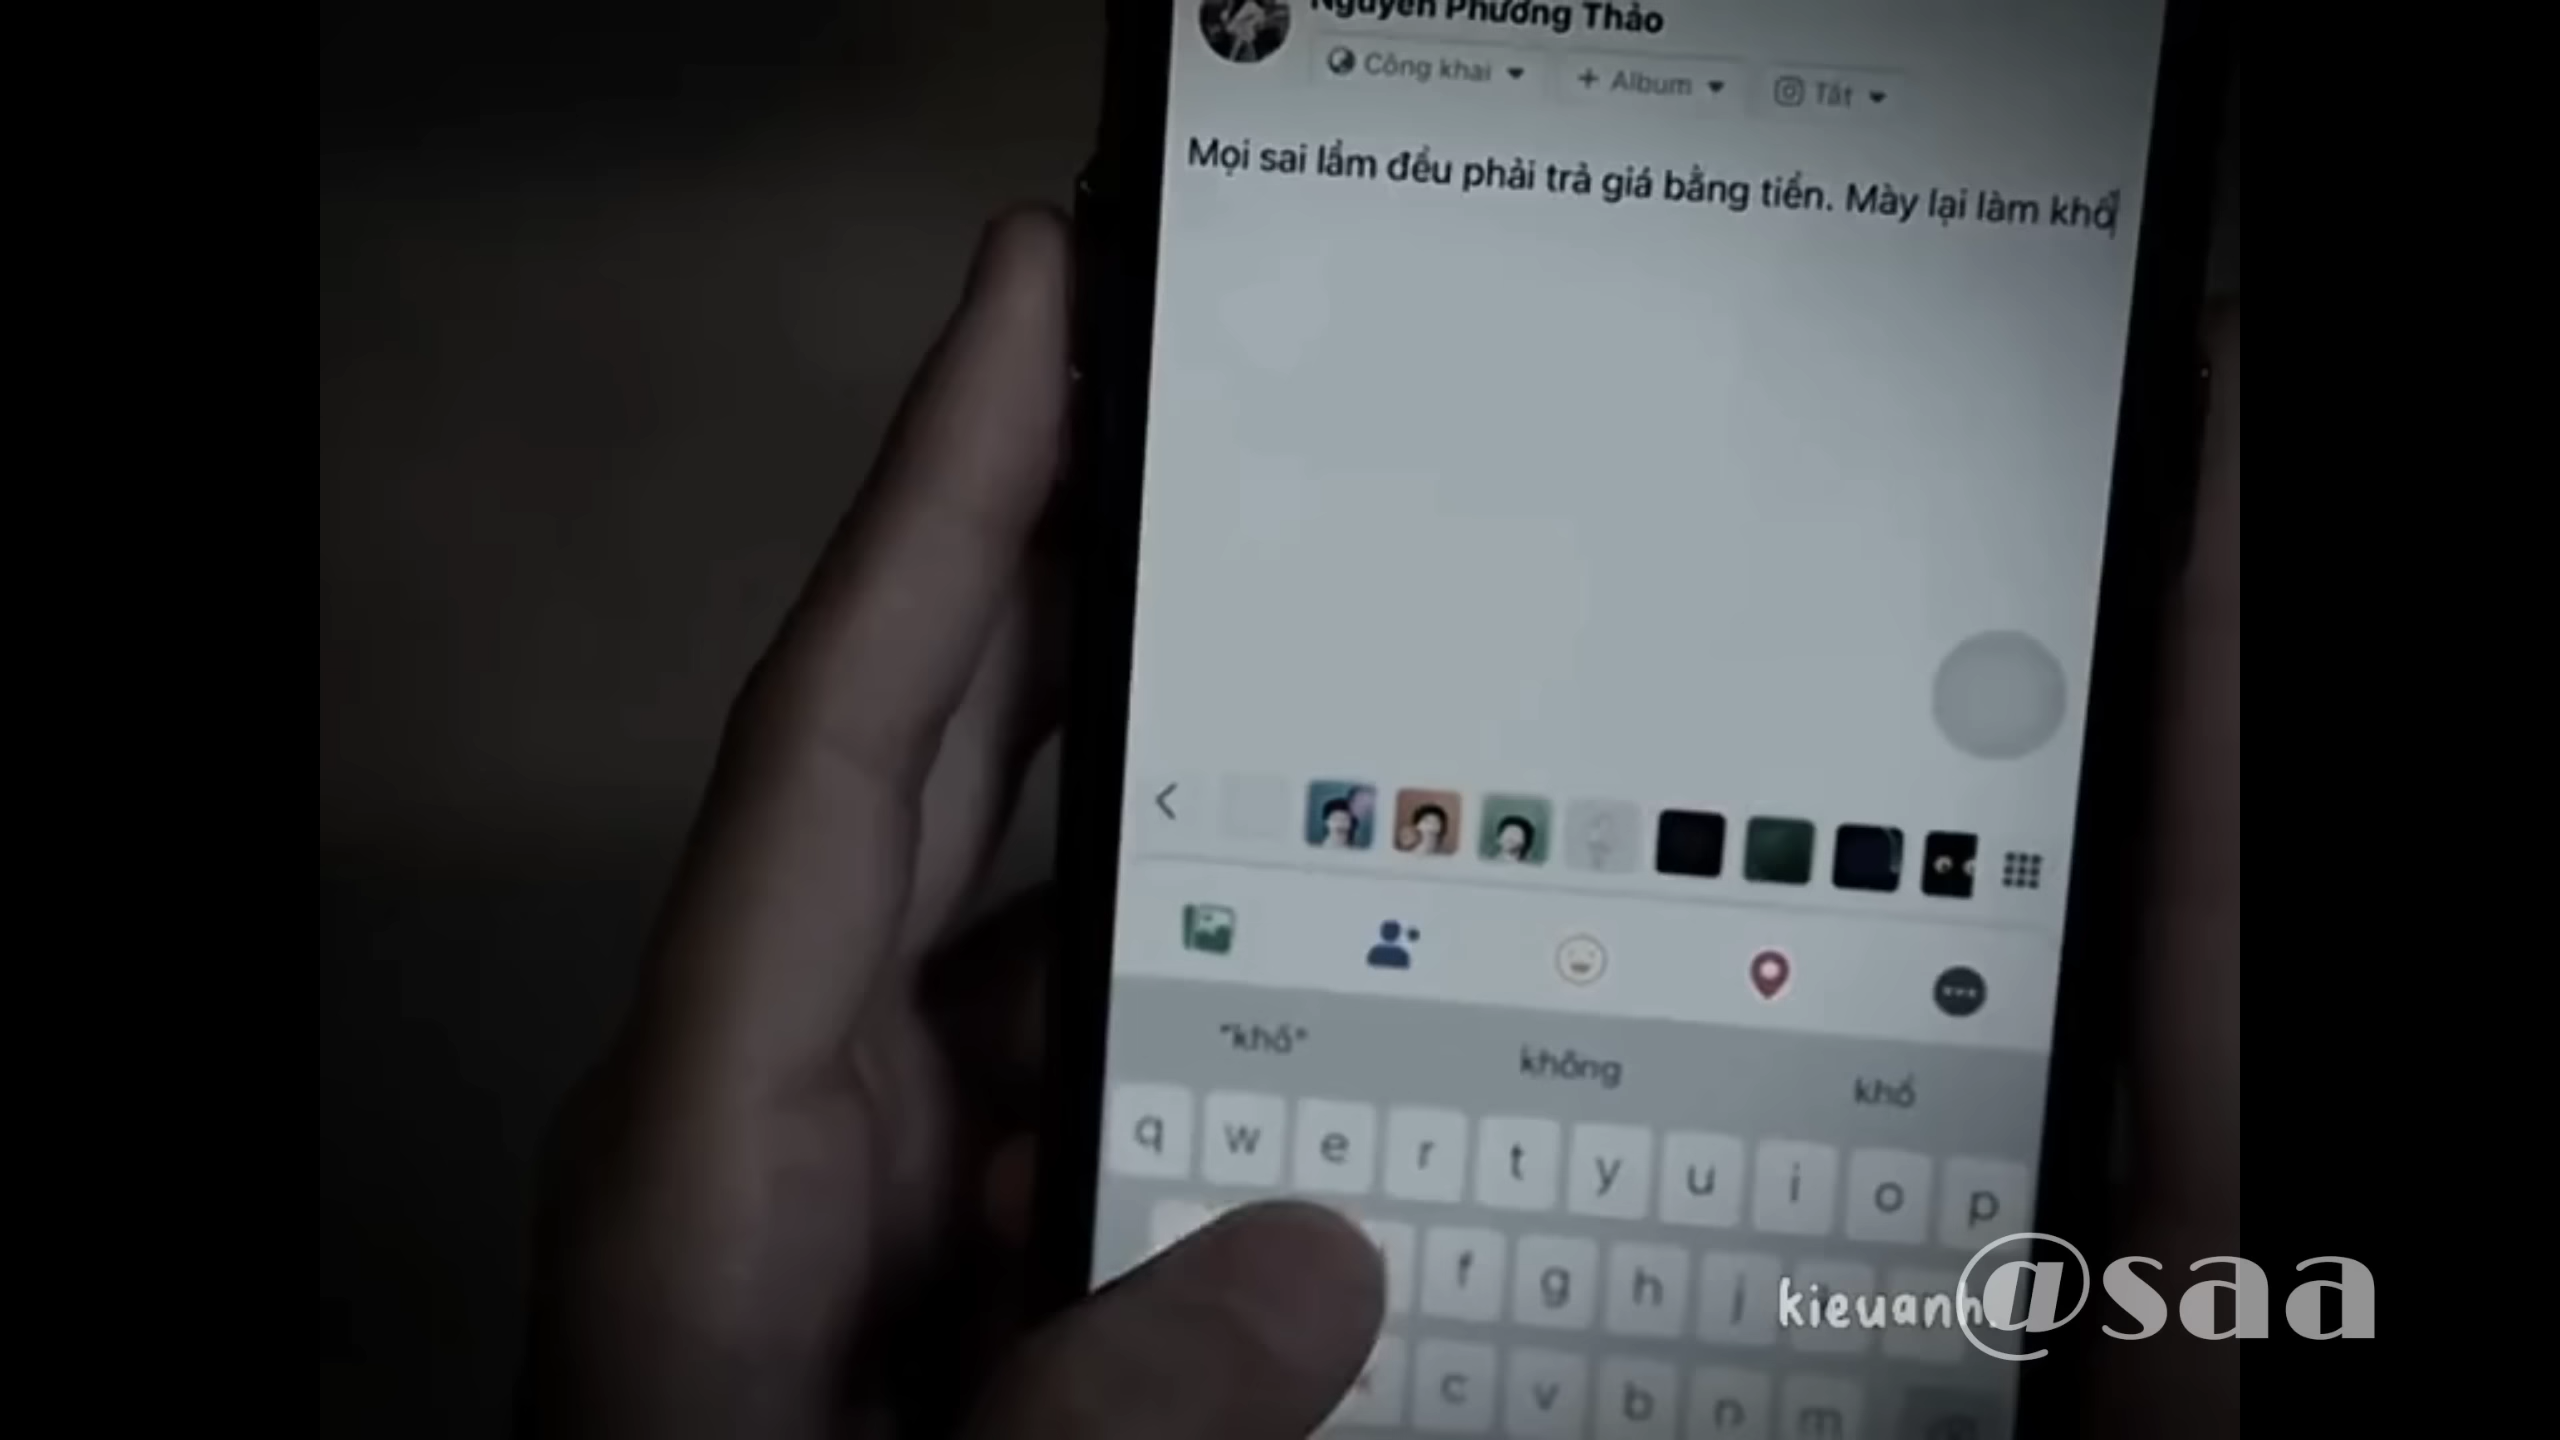 Nguyễn Phương Thảo
Công khai
+ Album
Tắt
Mọi sai lầm đều phải trả giá bằng tiền. Mày lại làm khổ
"khổ"
không
khổ
q w e r t y u i o p
f g h j
c v b n m
kieuanh.
@saa